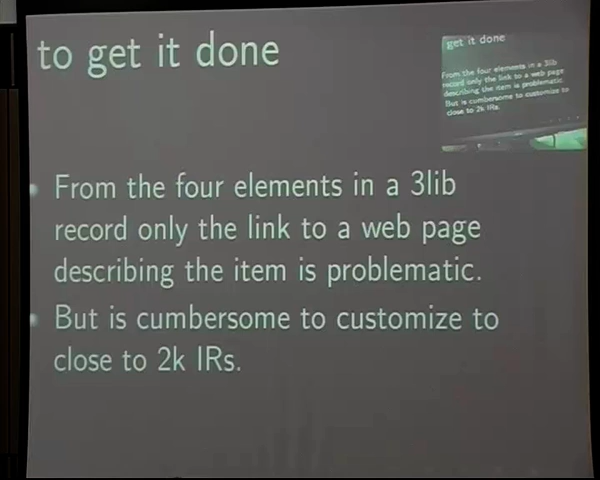 to get it done
get it done
From the four elements in a 3lib
record only the link to a web page
describing the item is problematic.
But is cumbersome to customize to
close to 2k IRs.
From the four elements in a 3lib
record only the link to a web page
describing the item is problematic.
But is cumbersome to customize to
close to 2k IRs.